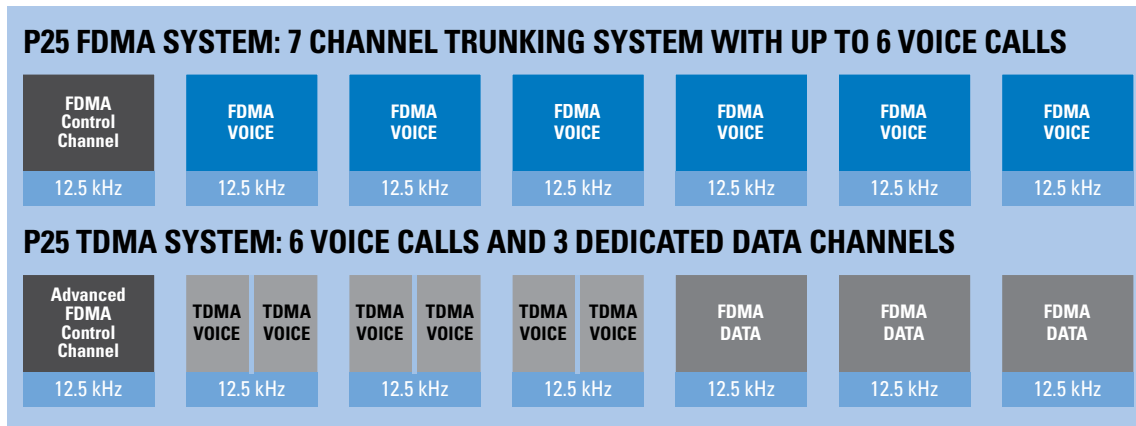 P25 FDMA SYSTEM: 7 CHANNEL TRUNKING SYSTEM WITH UP TO 6 VOICE CALLS
FDMA
Control
Channel
FDMA
VOICE
FDMA
VOICE
FDMA
VOICE
FDMA
VOICE
FDMA
VOICE
FDMA
VOICE
12.5 kHz
12.5 kHz
12.5 kHz
12.5 kHz
12.5 kHz
12.5 kHz
12.5 kHz
P25 TDMA SYSTEM: 6 VOICE CALLS AND 3 DEDICATED DATA CHANNELS
Advanced
FDMA
Control
Channel
TDMA
VOICE
TDMA
VOICE
TDMA
VOICE
TDMA
VOICE
TDMA
VOICE
TDMA
VOICE
FDMA
DATA
FDMA
DATA
FDMA
DATA
12.5 kHz
12.5 kHz
12.5 kHz
12.5 kHz
12.5 kHz
12.5 kHz
12.5 kHz